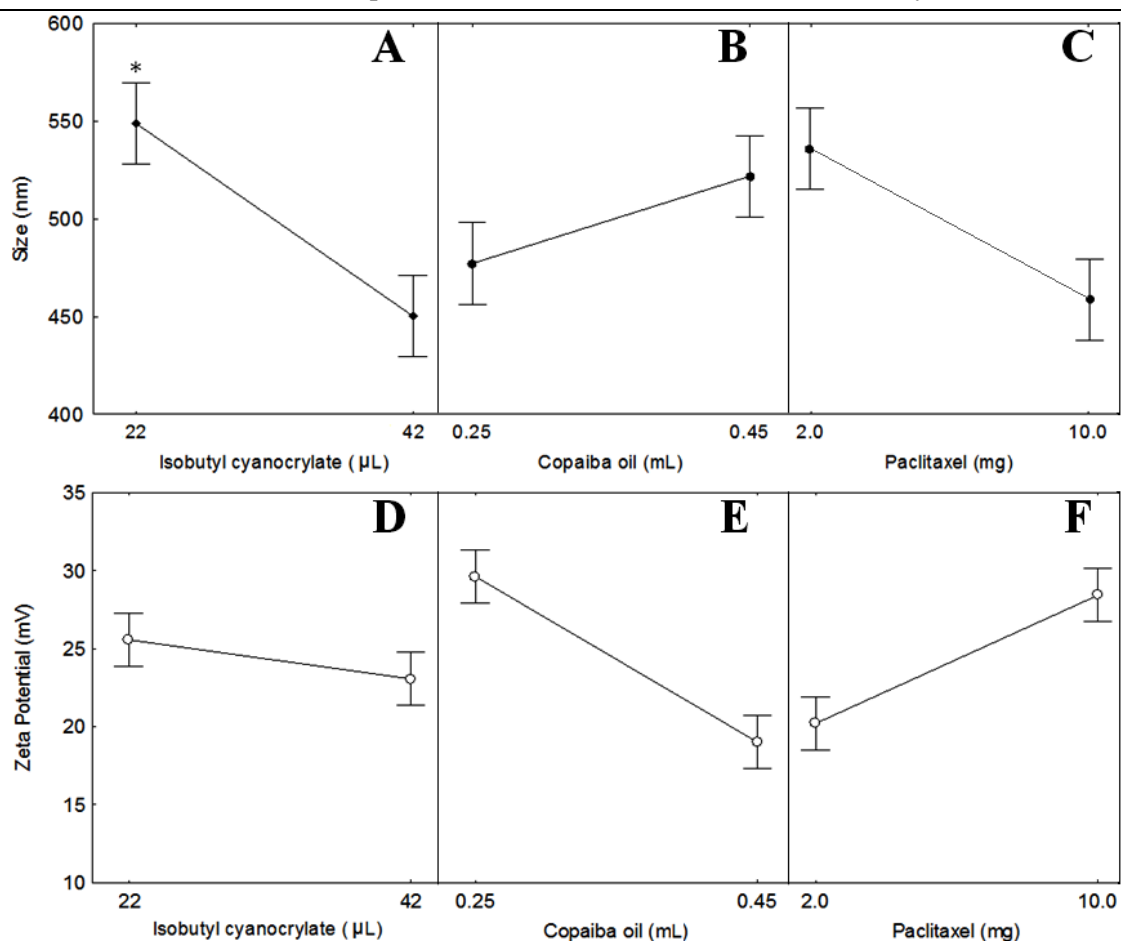 A B C
*
600
550
500
450
400
Size (nm)
22 42 0.25 0.45 2.0 10.0
Isobutyl cyanocrylate ( µL) Copaiba oil (mL) Paclitaxel (mg)
D E F
35
30
25
20
15
10
Zeta Potential (mV)
22 42 0.25 0.45 2.0 10.0
Isobutyl cyanocrylate ( µL) Copaiba oil (mL) Paclitaxel (mg)